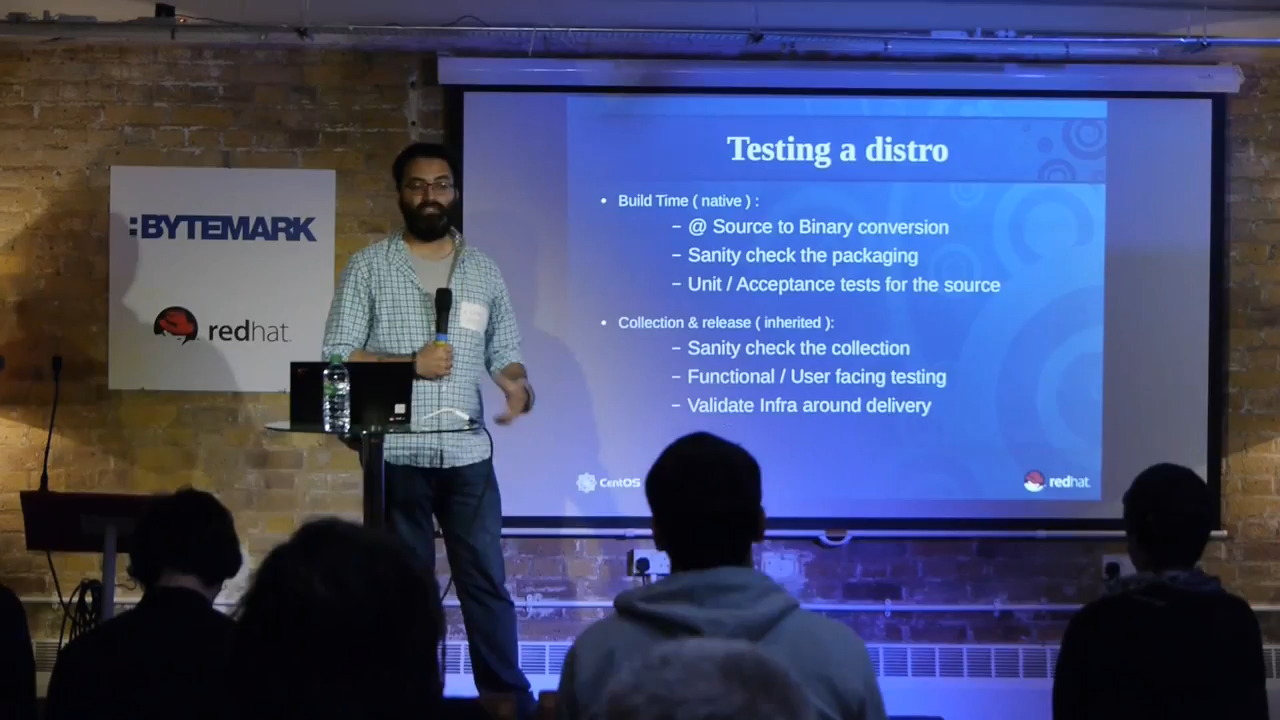 :BYTEMARK
redhat.
Testing a distro
• Build Time ( native ) :
– @ Source to Binary conversion
– Sanity check the packaging
– Unit / Acceptance tests for the source
• Collection & release ( inherited ):
– Sanity check the collection
– Functional / User facing testing
– Validate Infra around delivery
CentOS
redhat.